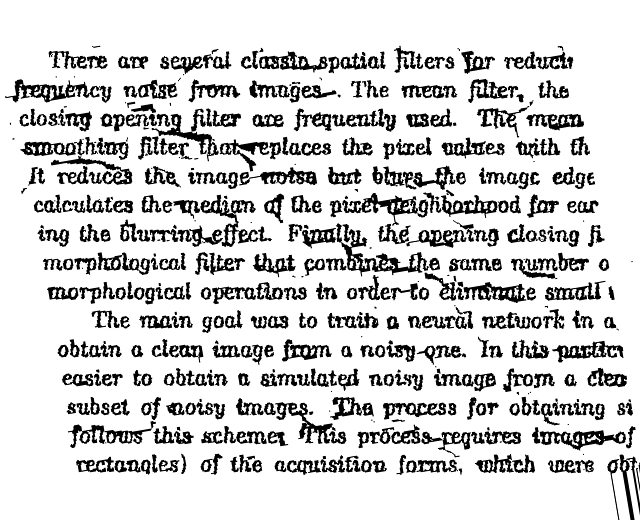 There are several classic spatial filters for reducin
frequency noise from images. The mean filter, the
closing opening filter are frequently used. The mean
smoothing filter that replaces the pixel values with th
It reduces the image noise but blurs the image edge
calculates the median of the pixel neighborhood for ear
ing the blurring effect. Finally, the opening closing fi
morphological filter that combines the same number o
morphological operations in order to eliminate small
The main goal was to train a neural network in a
obtain a clean image from a noisy one. In this particu
easier to obtain a simulated noisy image from a clea
subset of noisy images. The process for obtaining si
follows this scheme: This process requires images of
rectangles) of the acquisition forms, which were obt